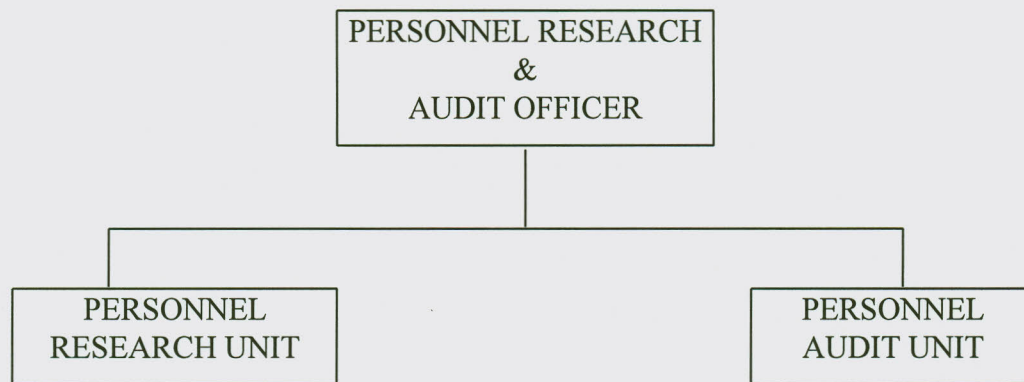 PERSONNEL RESEARCH
&
AUDIT OFFICER
PERSONNEL
RESEARCH UNIT
PERSONNEL
AUDIT UNIT